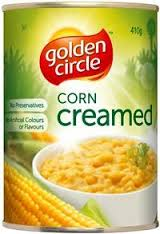 golden
circle
410g
No Preservatives
No Artificial Colours
or Flavours
CORN
creamed